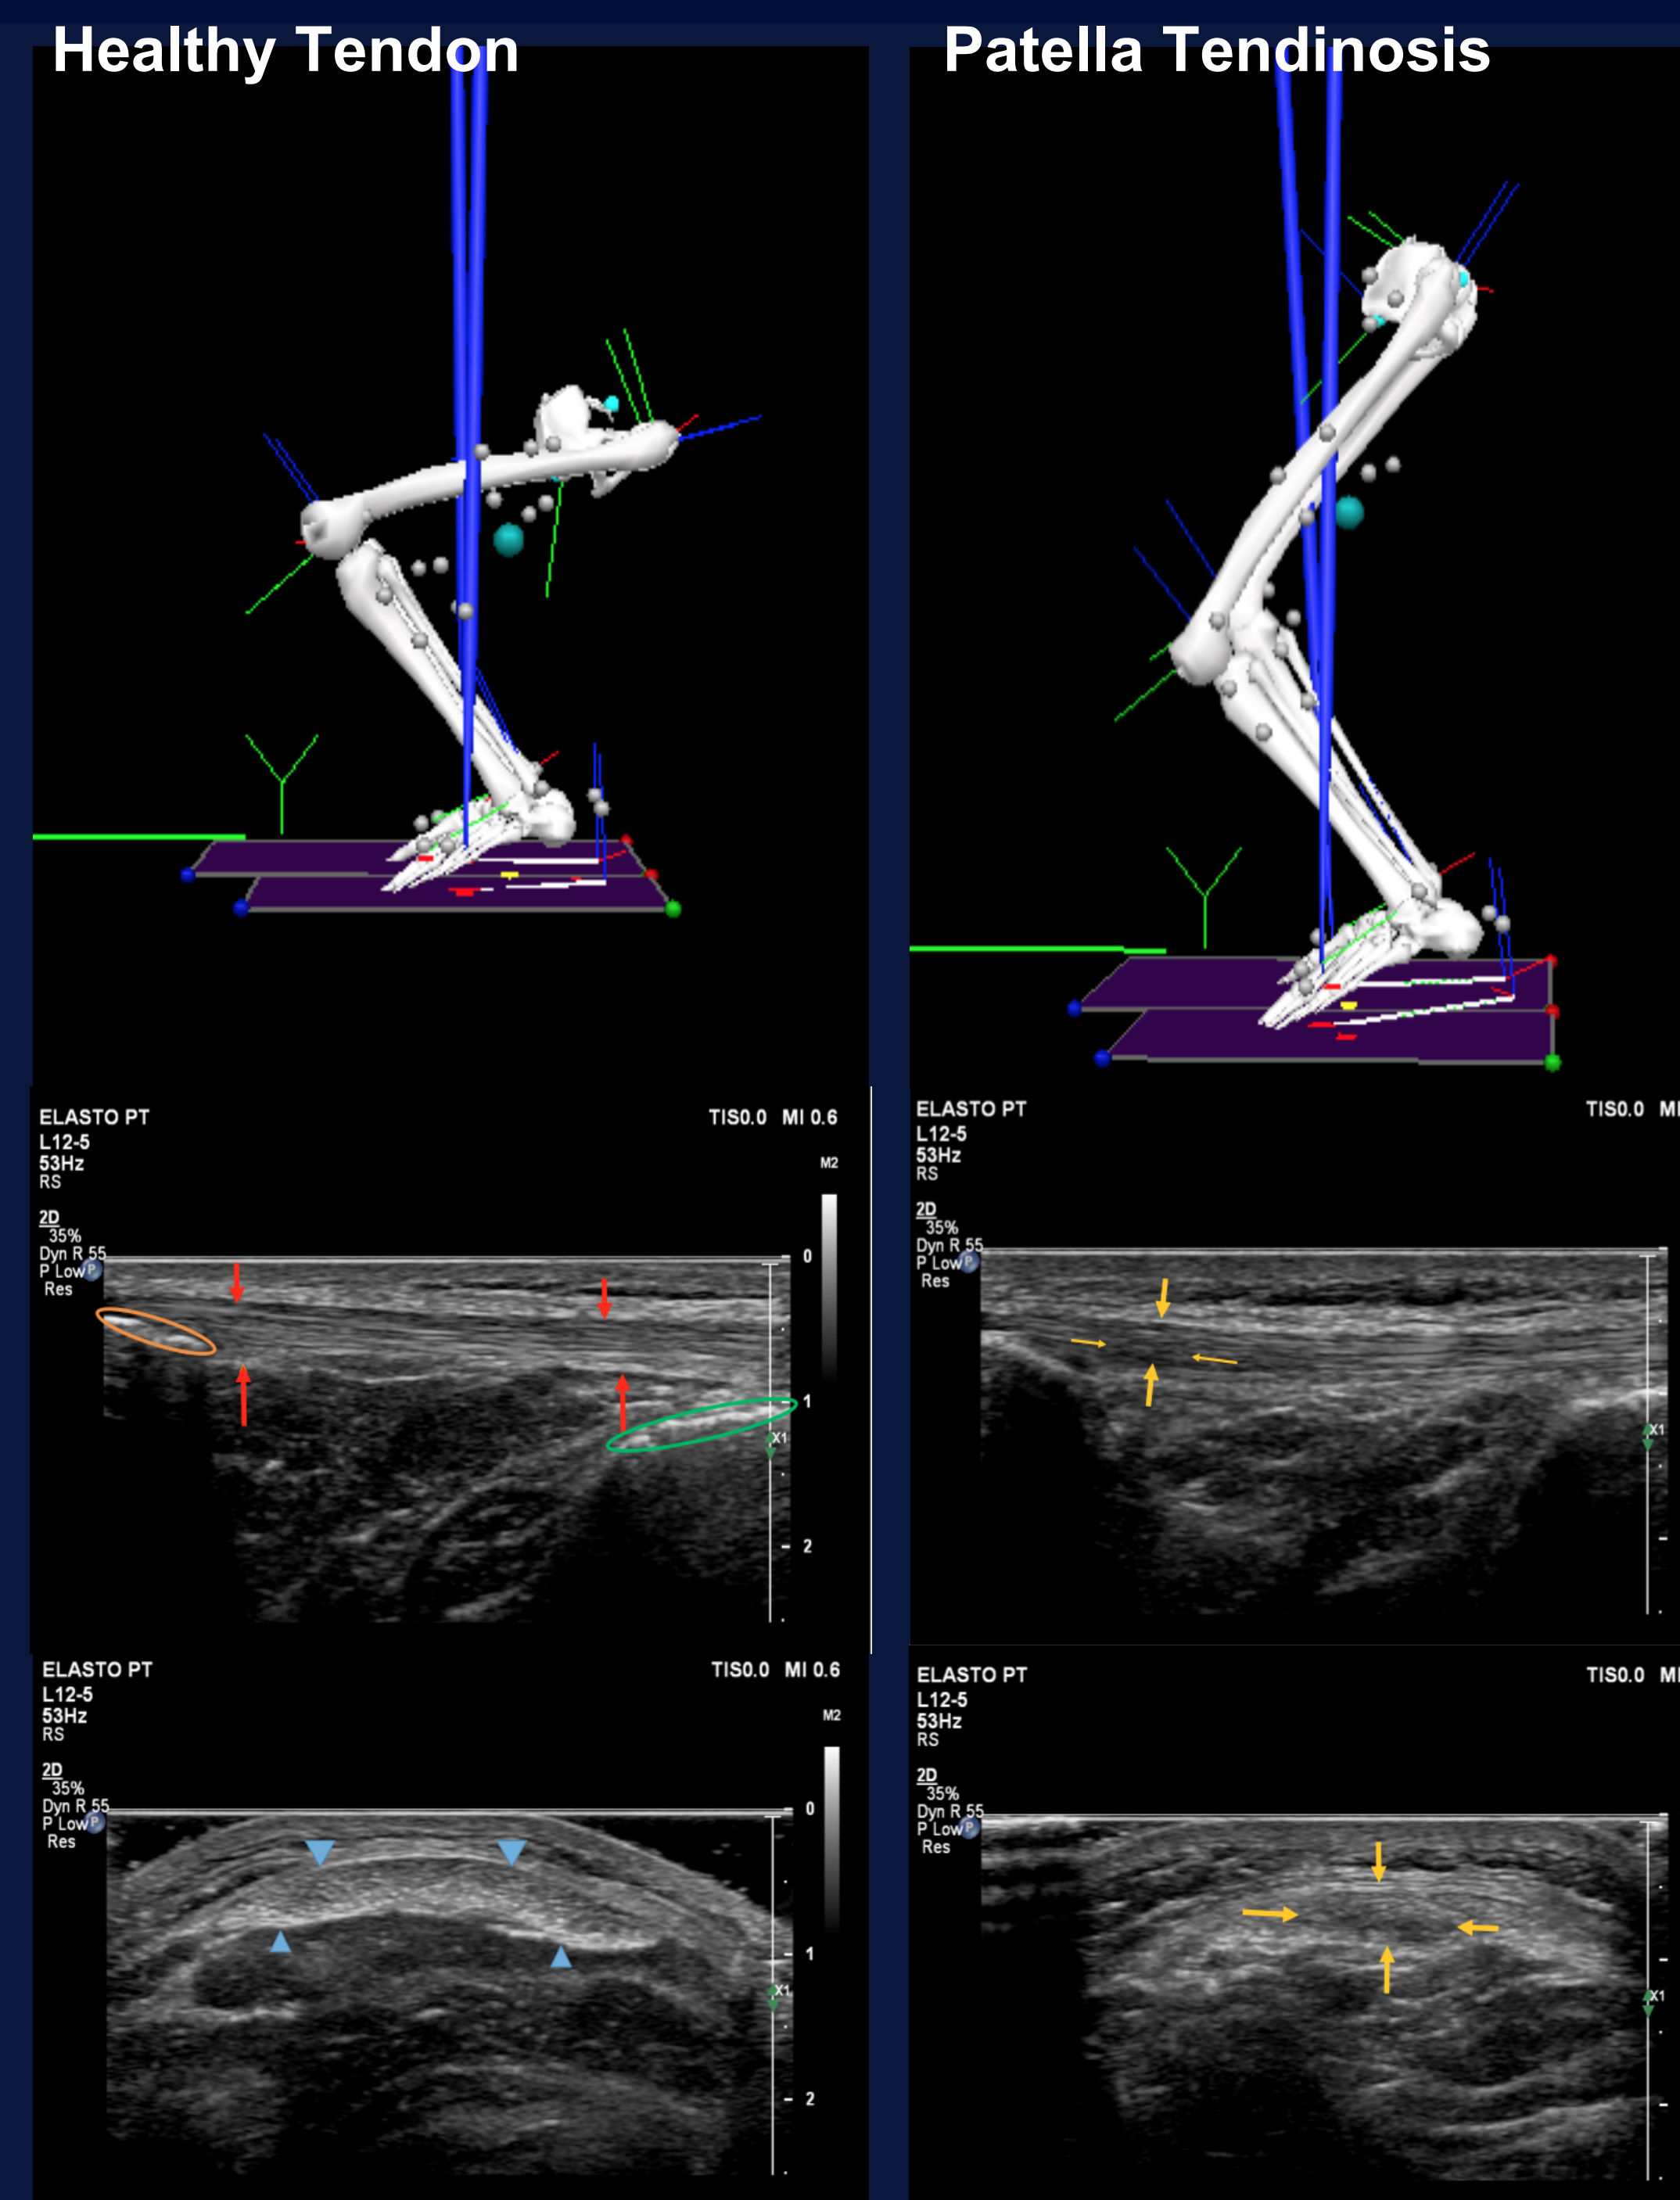 Healthy Tendon
Patella Tendinosis
ELASTO PT
TIS0.0 MI 0.6
L12-5
53Hz
RS
M2
2D
35%
Dyn R 55
P Low
Res
P
0
1
X1
2
ELASTO PT
TIS0.0 MI
L12-5
53Hz
RS
2D
35%
Dyn R 55
P Low
Res
P
X1
ELASTO PT
TIS0.0 MI 0.6
L12-5
53Hz
RS
M2
2D
35%
Dyn R 55
P Low
Res
P
0
1
X1
2
ELASTO PT
TIS0.0 MI
L12-5
53Hz
RS
2D
35%
Dyn R 55
P Low
Res
P
X1